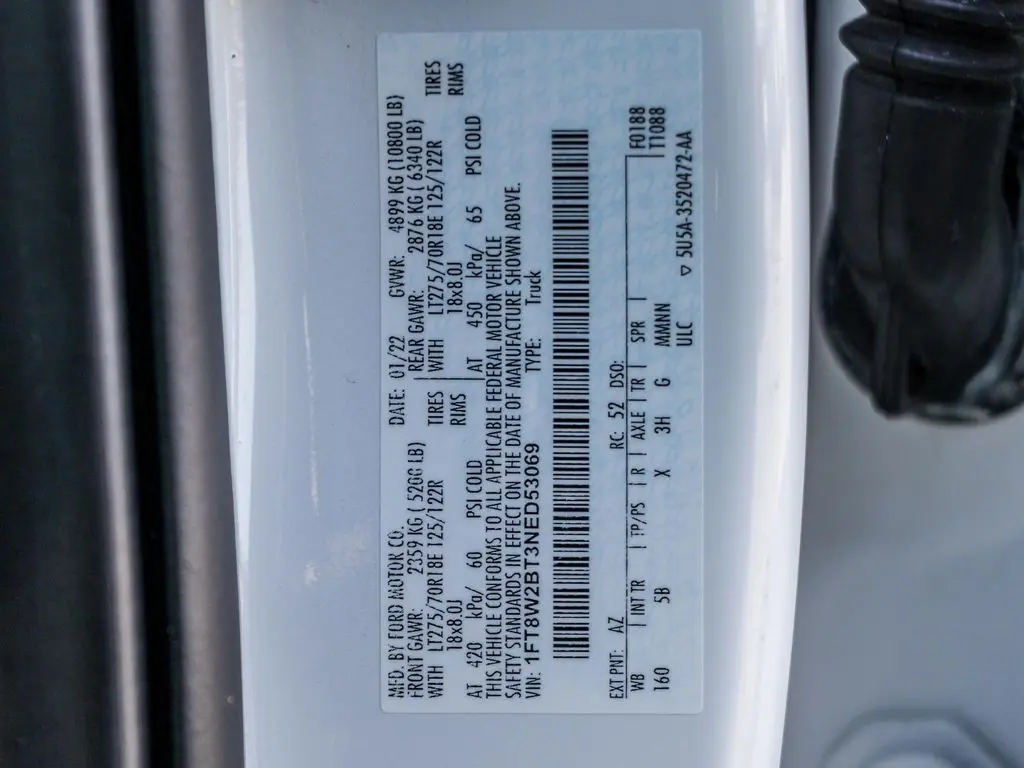 MFD. BY FORD MOTOR CO.
DATE: 01/22 GVWR: 4899 KG (10800 LB)
FRONT GAWR: 2359 KG ( 5200 LB) REAR GAWR: 2876 KG ( 6340 LB)
WITH LT275/70R18E 125/122R TIRES WITH LT275/70R18E 125/122R TIRES
18x8.0J RIMS 18x8.0J RIMS
AT 420 kPa/ 60 PSI COLD AT 450 kPa/ 65 PSI COLD
THIS VEHICLE CONFORMS TO ALL APPLICABLE FEDERAL MOTOR VEHICLE
SAFETY STANDARDS IN EFFECT ON THE DATE OF MANUFACTURE SHOWN ABOVE.
VIN: 1FT8W2BT3NED53069 TYPE: Truck
EXT PNT: AZ RC: 52 DSO:
WB | INT TR | TP/PS | R | AXLE | TR | SPR | F0188
160 5B X 3H G MMNN T1088
ULC ▽ 5U5A-3520472-AA